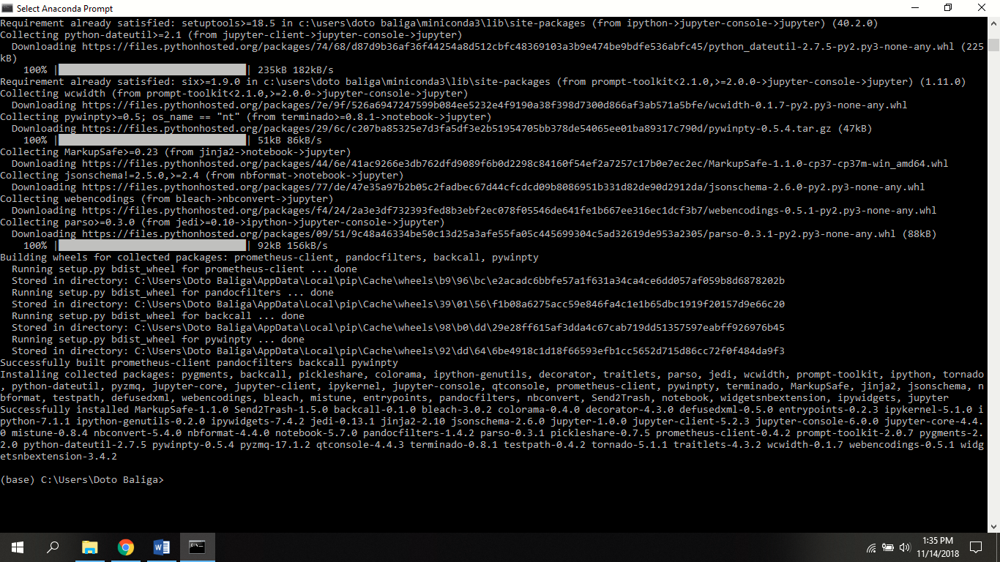 Select Anaconda Prompt
Requirement already satisfied: setuptools>=18.5 in c:\users\doto baliga\miniconda3\lib\site-packages (from ipython->jupyter-console->jupyter) (40.2.0)
Collecting python-dateutil>=2.1 (from jupyter-client->jupyter-console->jupyter)
  Downloading https://files.pythonhosted.org/packages/74/68/d87d9b36af36f44254a8d512cbfc48369103a3b9e474be9bdfe536abfc45/python_dateutil-2.7.5-py2.py3-none-any.whl (225
kB)
    100% |████████████████████████████████| 235kB 182kB/s
Requirement already satisfied: six>=1.9.0 in c:\users\doto baliga\miniconda3\lib\site-packages (from prompt-toolkit<2.1.0,>=2.0.0->jupyter-console->jupyter) (1.11.0)
Collecting wcwidth (from prompt-toolkit<2.1.0,>=2.0.0->jupyter-console->jupyter)
  Downloading https://files.pythonhosted.org/packages/7e/9f/526a6947247599b084ee5232e4f9190a38f398d7300d866af3ab571a5bfe/wcwidth-0.1.7-py2.py3-none-any.whl
Collecting pywinpty>=0.5; os_name == "nt" (from terminado>=0.8.1->notebook->jupyter)
  Downloading https://files.pythonhosted.org/packages/29/6c/c207ba85325e7d3fa5df3e2b51954705bb378de54065ee01ba89317c790d/pywinpty-0.5.4.tar.gz (47kB)
    100% |████████████████████████████████| 51kB 86kB/s
Collecting MarkupSafe>=0.23 (from jinja2->notebook->jupyter)
  Downloading https://files.pythonhosted.org/packages/44/6e/41ac9266e3db762dfd9089f6b0d2298c84160f54ef2a7257c17b0e7ec2ec/MarkupSafe-1.1.0-cp37-cp37m-win_amd64.whl
Collecting jsonschema!=2.5.0,>=2.4 (from nbformat->notebook->jupyter)
  Downloading https://files.pythonhosted.org/packages/77/de/47e35a97b2b05c2fadbec67d44cfcdcd09b8086951b331d82de90d2912da/jsonschema-2.6.0-py2.py3-none-any.whl
Collecting webencodings (from bleach->nbconvert->jupyter)
  Downloading https://files.pythonhosted.org/packages/f4/24/2a3e3df732393fed8b3ebf2ec078f05546de641fe1b667ee316ec1dcf3b7/webencodings-0.5.1-py2.py3-none-any.whl
Collecting parso>=0.3.0 (from jedi>=0.10->ipython->jupyter-console->jupyter)
  Downloading https://files.pythonhosted.org/packages/09/51/9c48a46334be50c13d25a3afe55fa05c445699304c5ad32619de953a2305/parso-0.3.1-py2.py3-none-any.whl (88kB)
    100% |████████████████████████████████| 92kB 156kB/s
Building wheels for collected packages: prometheus-client, pandocfilters, backcall, pywinpty
  Running setup.py bdist_wheel for prometheus-client ... done
  Stored in directory: C:\Users\Doto Baliga\AppData\Local\pip\Cache\wheels\b9\96\bc\e2acadc6bbfe57a1f631a34ca4ce6dd057af059b8d6878202b
  Running setup.py bdist_wheel for pandocfilters ... done
  Stored in directory: C:\Users\Doto Baliga\AppData\Local\pip\Cache\wheels\39\01\56\f1b08a6275acc59e846fa4c1e1b65dbc1919f20157d9e66c20
  Running setup.py bdist_wheel for backcall ... done
  Stored in directory: C:\Users\Doto Baliga\AppData\Local\pip\Cache\wheels\98\b0\dd\29e28ff615af3dda4c67cab719dd51357597eabff926976b45
  Running setup.py bdist_wheel for pywinpty ... done
  Stored in directory: C:\Users\Doto Baliga\AppData\Local\pip\Cache\wheels\92\dd\64\6be4918c1d18f66593efb1cc5652d715d86cc72f0f484da9f3
Successfully built prometheus-client pandocfilters backcall pywinpty
Installing collected packages: pygments, backcall, pickleshare, colorama, ipython-genutils, decorator, traitlets, parso, jedi, wcwidth, prompt-toolkit, ipython, tornado
, python-dateutil, pyzmq, jupyter-core, jupyter-client, ipykernel, jupyter-console, qtconsole, prometheus-client, pywinpty, terminado, MarkupSafe, jinja2, jsonschema, n
bformat, testpath, defusedxml, webencodings, bleach, mistune, entrypoints, pandocfilters, nbconvert, Send2Trash, notebook, widgetsnbextension, ipywidgets, jupyter
Successfully installed MarkupSafe-1.1.0 Send2Trash-1.5.0 backcall-0.1.0 bleach-3.0.2 colorama-0.4.0 decorator-4.3.0 defusedxml-0.5.0 entrypoints-0.2.3 ipykernel-5.1.0 i
python-7.1.1 ipython-genutils-0.2.0 ipywidgets-7.4.2 jedi-0.13.1 jinja2-2.10 jsonschema-2.6.0 jupyter-1.0.0 jupyter-client-5.2.3 jupyter-console-6.0.0 jupyter-core-4.4.
0 mistune-0.8.4 nbconvert-5.4.0 nbformat-4.4.0 notebook-5.7.0 pandocfilters-1.4.2 parso-0.3.1 pickleshare-0.7.5 prometheus-client-0.4.2 prompt-toolkit-2.0.7 pygments-2.
2.0 python-dateutil-2.7.5 pywinpty-0.5.4 pyzmq-17.1.2 qtconsole-4.4.3 terminado-0.8.1 testpath-0.4.2 tornado-5.1.1 traitlets-4.3.2 wcwidth-0.1.7 webencodings-0.5.1 widg
etsnbextension-3.4.2
(base) C:\Users\Doto Baliga>
1:35 PM
11/14/2018